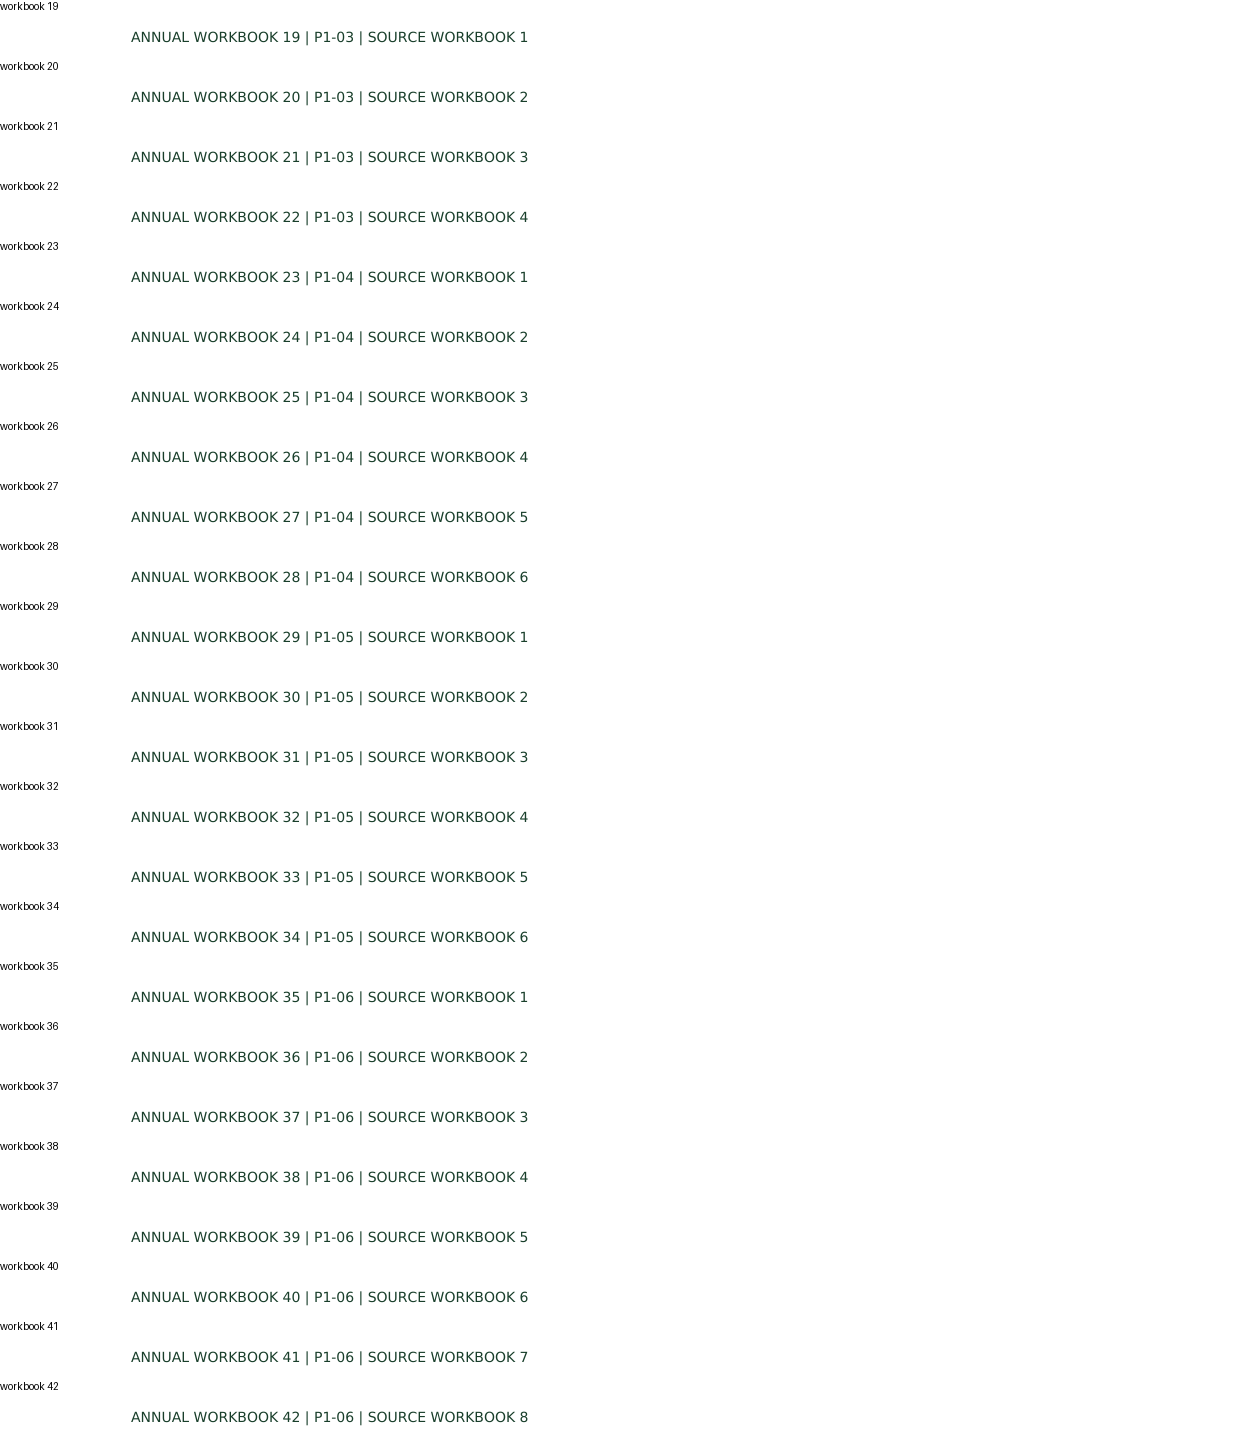 workbook 19
ANNUAL WORKBOOK 19 | P1-03 | SOURCE WORKBOOK 1
workbook 20
ANNUAL WORKBOOK 20 | P1-03 | SOURCE WORKBOOK 2
workbook 21
ANNUAL WORKBOOK 21 | P1-03 | SOURCE WORKBOOK 3
workbook 22
ANNUAL WORKBOOK 22 | P1-03 | SOURCE WORKBOOK 4
workbook 23
ANNUAL WORKBOOK 23 | P1-04 | SOURCE WORKBOOK 1
workbook 24
ANNUAL WORKBOOK 24 | P1-04 | SOURCE WORKBOOK 2
workbook 25
ANNUAL WORKBOOK 25 | P1-04 | SOURCE WORKBOOK 3
workbook 26
ANNUAL WORKBOOK 26 | P1-04 | SOURCE WORKBOOK 4
workbook 27
ANNUAL WORKBOOK 27 | P1-04 | SOURCE WORKBOOK 5
workbook 28
ANNUAL WORKBOOK 28 | P1-04 | SOURCE WORKBOOK 6
workbook 29
ANNUAL WORKBOOK 29 | P1-05 | SOURCE WORKBOOK 1
workbook 30
ANNUAL WORKBOOK 30 | P1-05 | SOURCE WORKBOOK 2
workbook 31
ANNUAL WORKBOOK 31 | P1-05 | SOURCE WORKBOOK 3
workbook 32
ANNUAL WORKBOOK 32 | P1-05 | SOURCE WORKBOOK 4
workbook 33
ANNUAL WORKBOOK 33 | P1-05 | SOURCE WORKBOOK 5
workbook 34
ANNUAL WORKBOOK 34 | P1-05 | SOURCE WORKBOOK 6
workbook 35
ANNUAL WORKBOOK 35 | P1-06 | SOURCE WORKBOOK 1
workbook 36
ANNUAL WORKBOOK 36 | P1-06 | SOURCE WORKBOOK 2
workbook 37
ANNUAL WORKBOOK 37 | P1-06 | SOURCE WORKBOOK 3
workbook 38
ANNUAL WORKBOOK 38 | P1-06 | SOURCE WORKBOOK 4
workbook 39
ANNUAL WORKBOOK 39 | P1-06 | SOURCE WORKBOOK 5
workbook 40
ANNUAL WORKBOOK 40 | P1-06 | SOURCE WORKBOOK 6
workbook 41
ANNUAL WORKBOOK 41 | P1-06 | SOURCE WORKBOOK 7
workbook 42
ANNUAL WORKBOOK 42 | P1-06 | SOURCE WORKBOOK 8